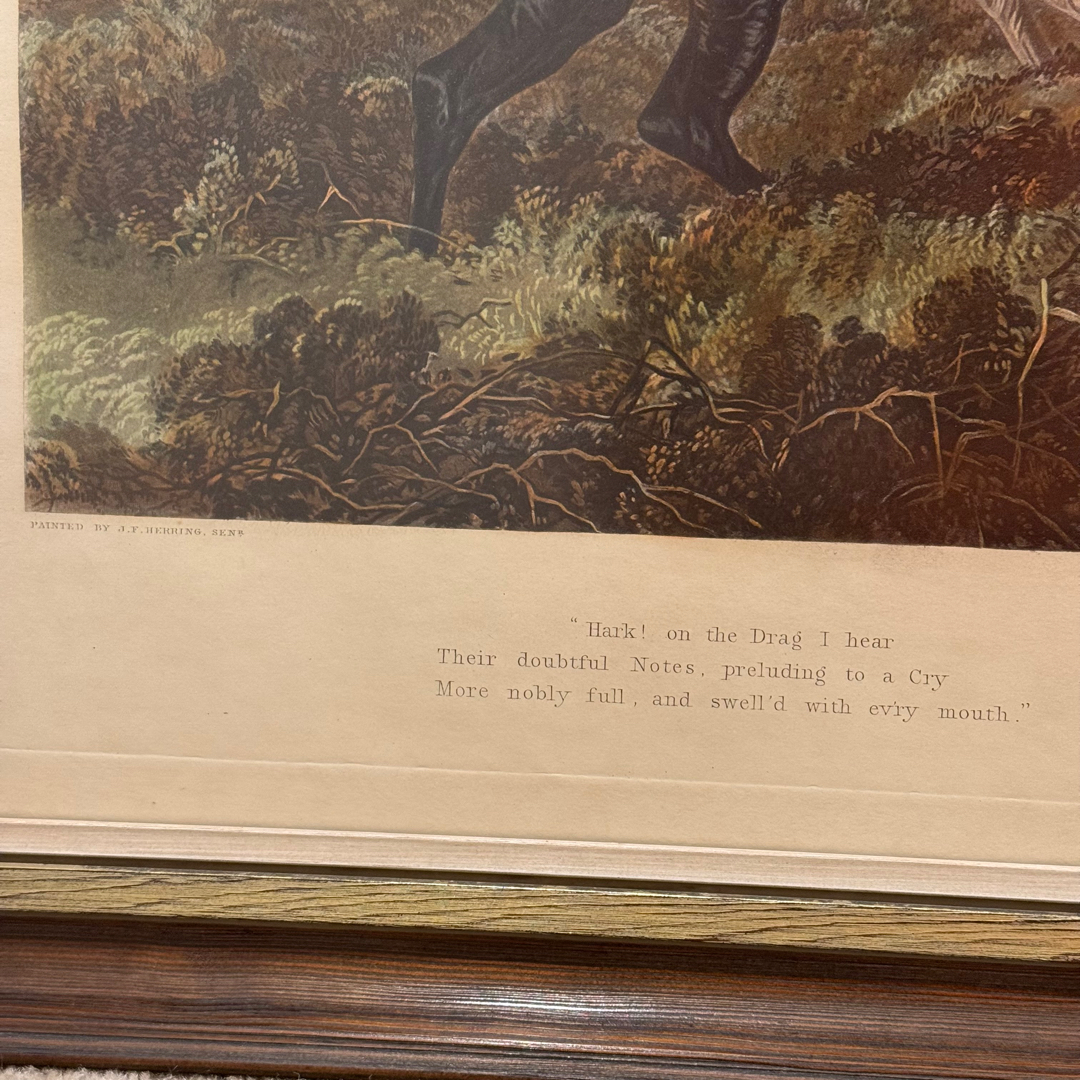 PAINTED BY J.F. HERRING, SENR.
"Hark! on the Drag I hear
Their doubtful Notes, preluding to a Cry
More nobly full, and swell'd with ev'ry mouth."